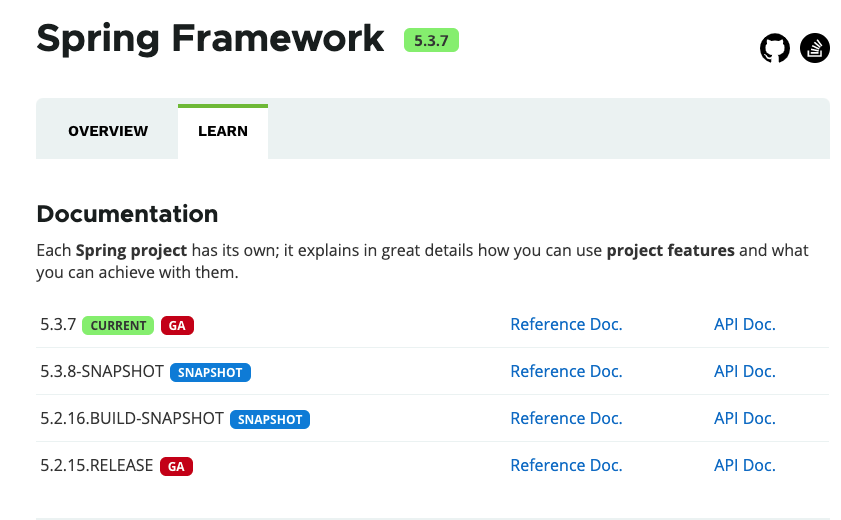 Spring Framework 5.3.7
OVERVIEW LEARN
Documentation
Each Spring project has its own; it explains in great details how you can use project features and what
you can achieve with them.
5.3.7 CURRENT GA Reference Doc. API Doc.
5.3.8-SNAPSHOT SNAPSHOT Reference Doc. API Doc.
5.2.16.BUILD-SNAPSHOT SNAPSHOT Reference Doc. API Doc.
5.2.15.RELEASE GA Reference Doc. API Doc.